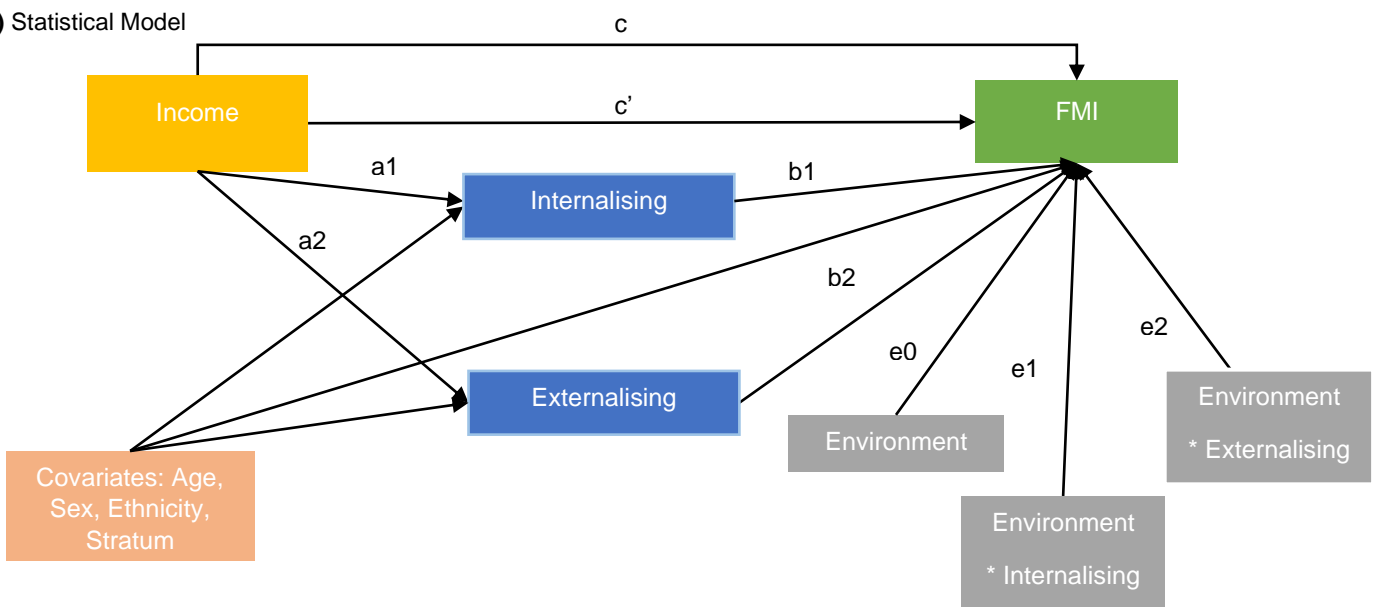 ) Statistical Model
c
Income
c’
FMI
a1
Internalising
b1
a2
b2
Externalising
e0
e1
e2
Environment
Environment
* Externalising
Covariates: Age,
Sex, Ethnicity,
Stratum
Environment
* Internalising